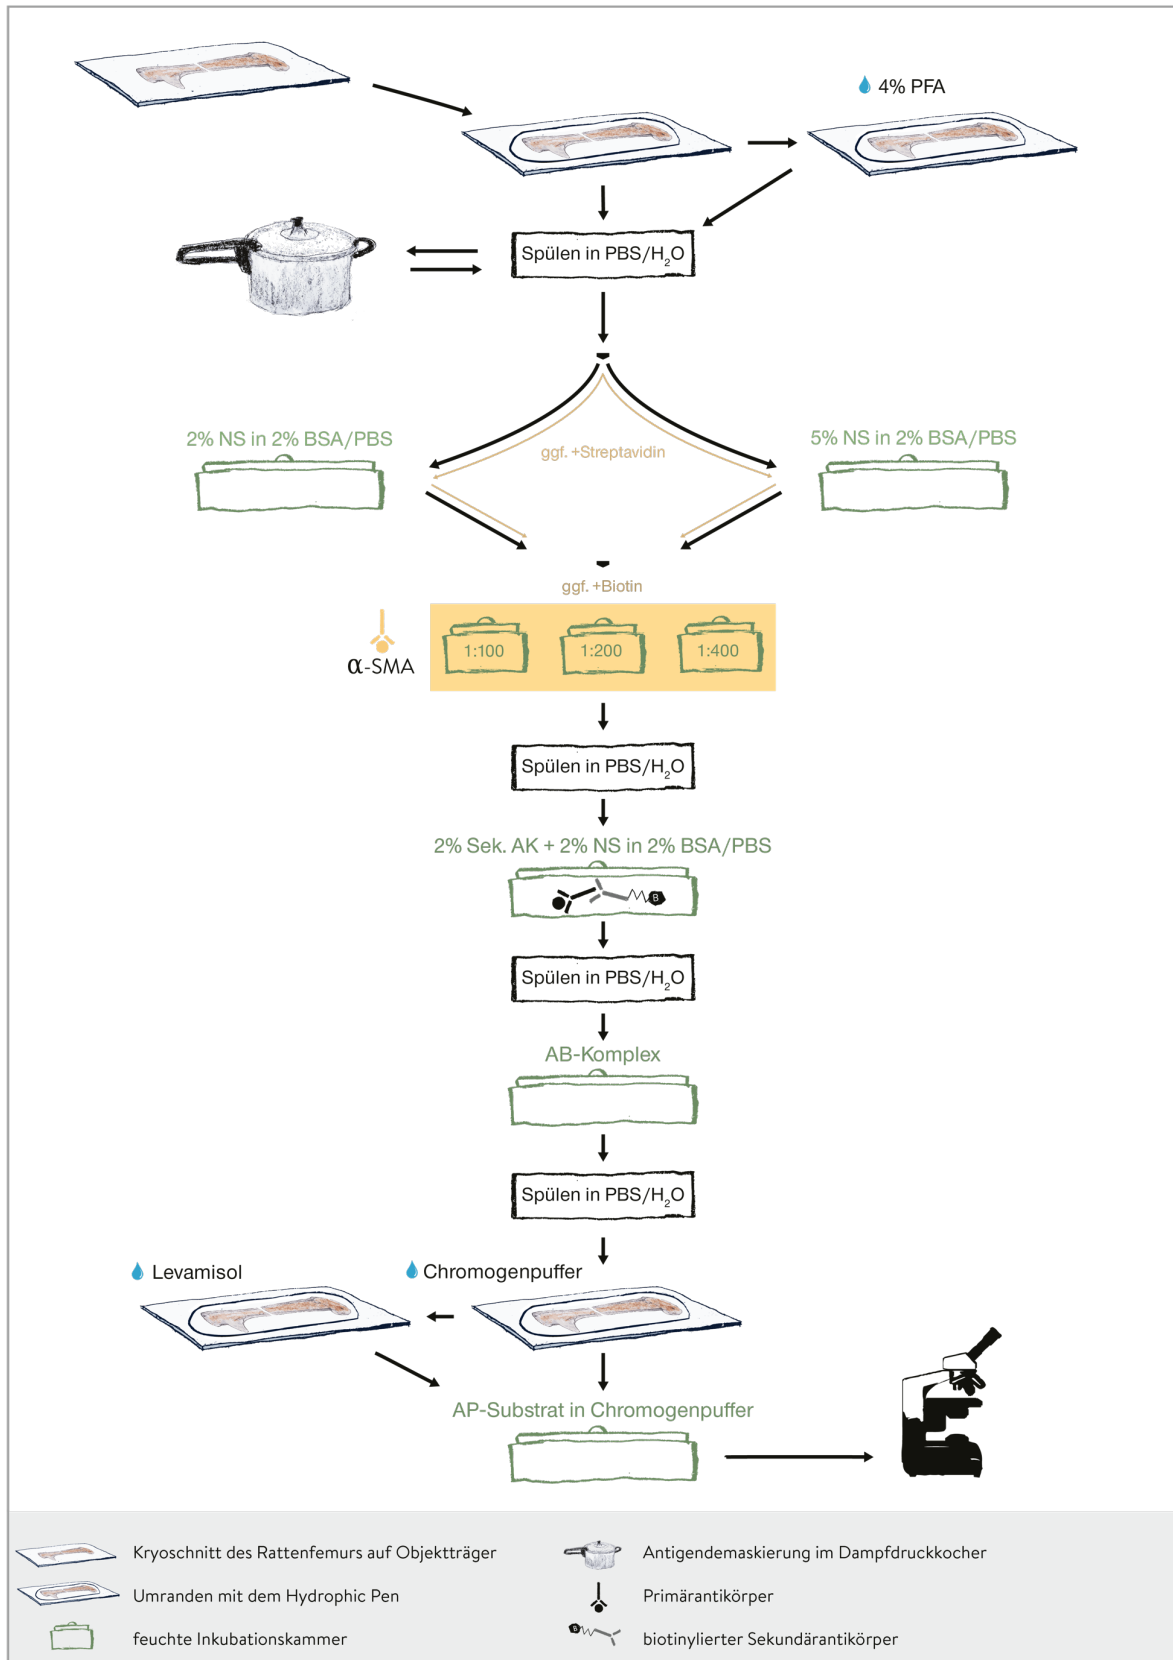 4% PFA
Spülen in PBS/H₂O
2% NS in 2% BSA/PBS
5% NS in 2% BSA/PBS
ggf. +Streptavidin
ggf. +Biotin
α-SMA
1:100
1:200
1:400
Spülen in PBS/H₂O
2% Sek. AK + 2% NS in 2% BSA/PBS
B
Spülen in PBS/H₂O
AB-Komplex
Spülen in PBS/H₂O
Levamisol
Chromogenpuffer
AP-Substrat in Chromogenpuffer
Kryoschnitt des Rattenfemurs auf Objektträger
Antigendemaskierung im Dampfdruckkocher
Umranden mit dem Hydrophic Pen
Primärantikörper
feuchte Inkubationskammer
B
biotinylierter Sekundärantikörper